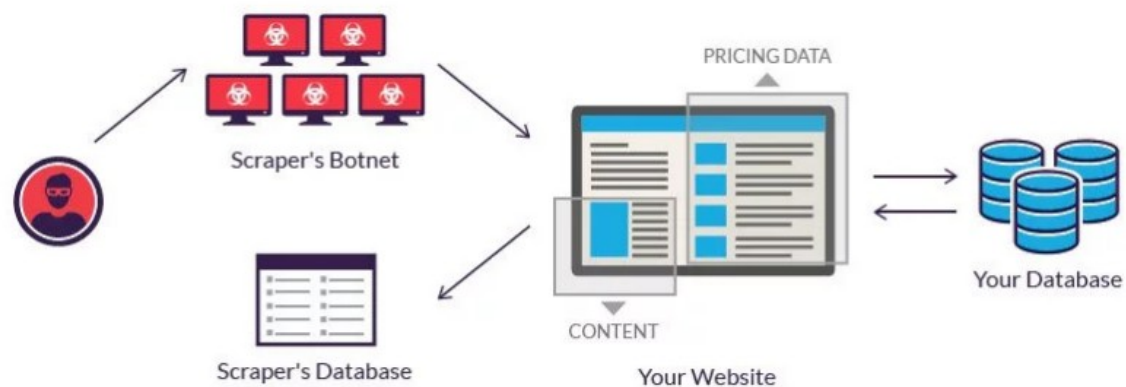 PRICING DATA
Scraper's Botnet
Your Database
CONTENT
Scraper's Database
Your Website